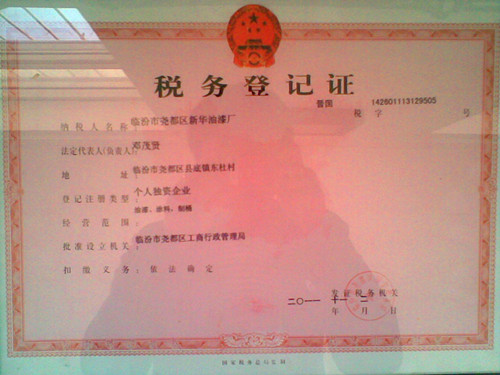 税务登记证
晋国
税 字 142601113129505 号
纳税人名称：临汾市尧都区新华油漆厂
法定代表人(负责人)：邓茂贤
地 址：临汾市尧都区县底镇东杜村
登记注册类型：个人独资企业
经营范围：油漆、涂料、制桶
批准设立机关：临汾市尧都区工商行政管理局
扣缴义务：依法确定
发证税务机关
二〇一一年十一月二日
国家税务总局监制